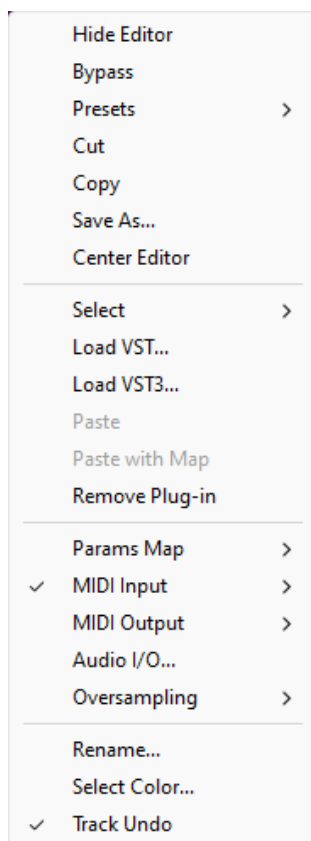 Hide Editor
Bypass
Presets
Cut
Copy
Save As...
Center Editor
Select
Load VST...
Load VST3...
Paste
Paste with Map
Remove Plug-in
Params Map
MIDI Input
MIDI Output
Audio I/O...
Oversampling
Rename...
Select Color...
Track Undo